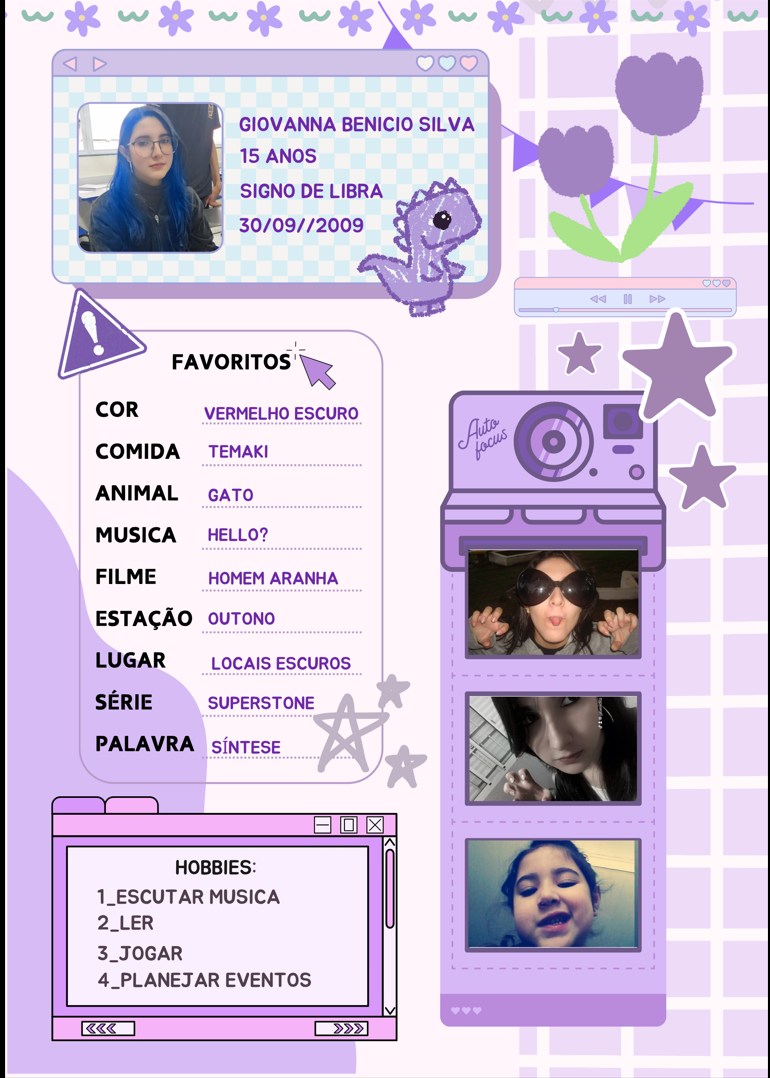 GIOVANNA BENICIO SILVA
15 ANOS
SIGNO DE LIBRA
30/09//2009
FAVORITOS
COR VERMELHO ESCURO
COMIDA TEMAKI
ANIMAL GATO
MUSICA HELLO?
FILME HOMEM ARANHA
ESTAÇÃO OUTONO
LUGAR LOCAIS ESCUROS
SÉRIE SUPERSTONE
PALAVRA SÍNTESE
Auto
focus
HOBBIES:
1_ESCUTAR MUSICA
2_LER
3_JOGAR
4_PLANEJAR EVENTOS